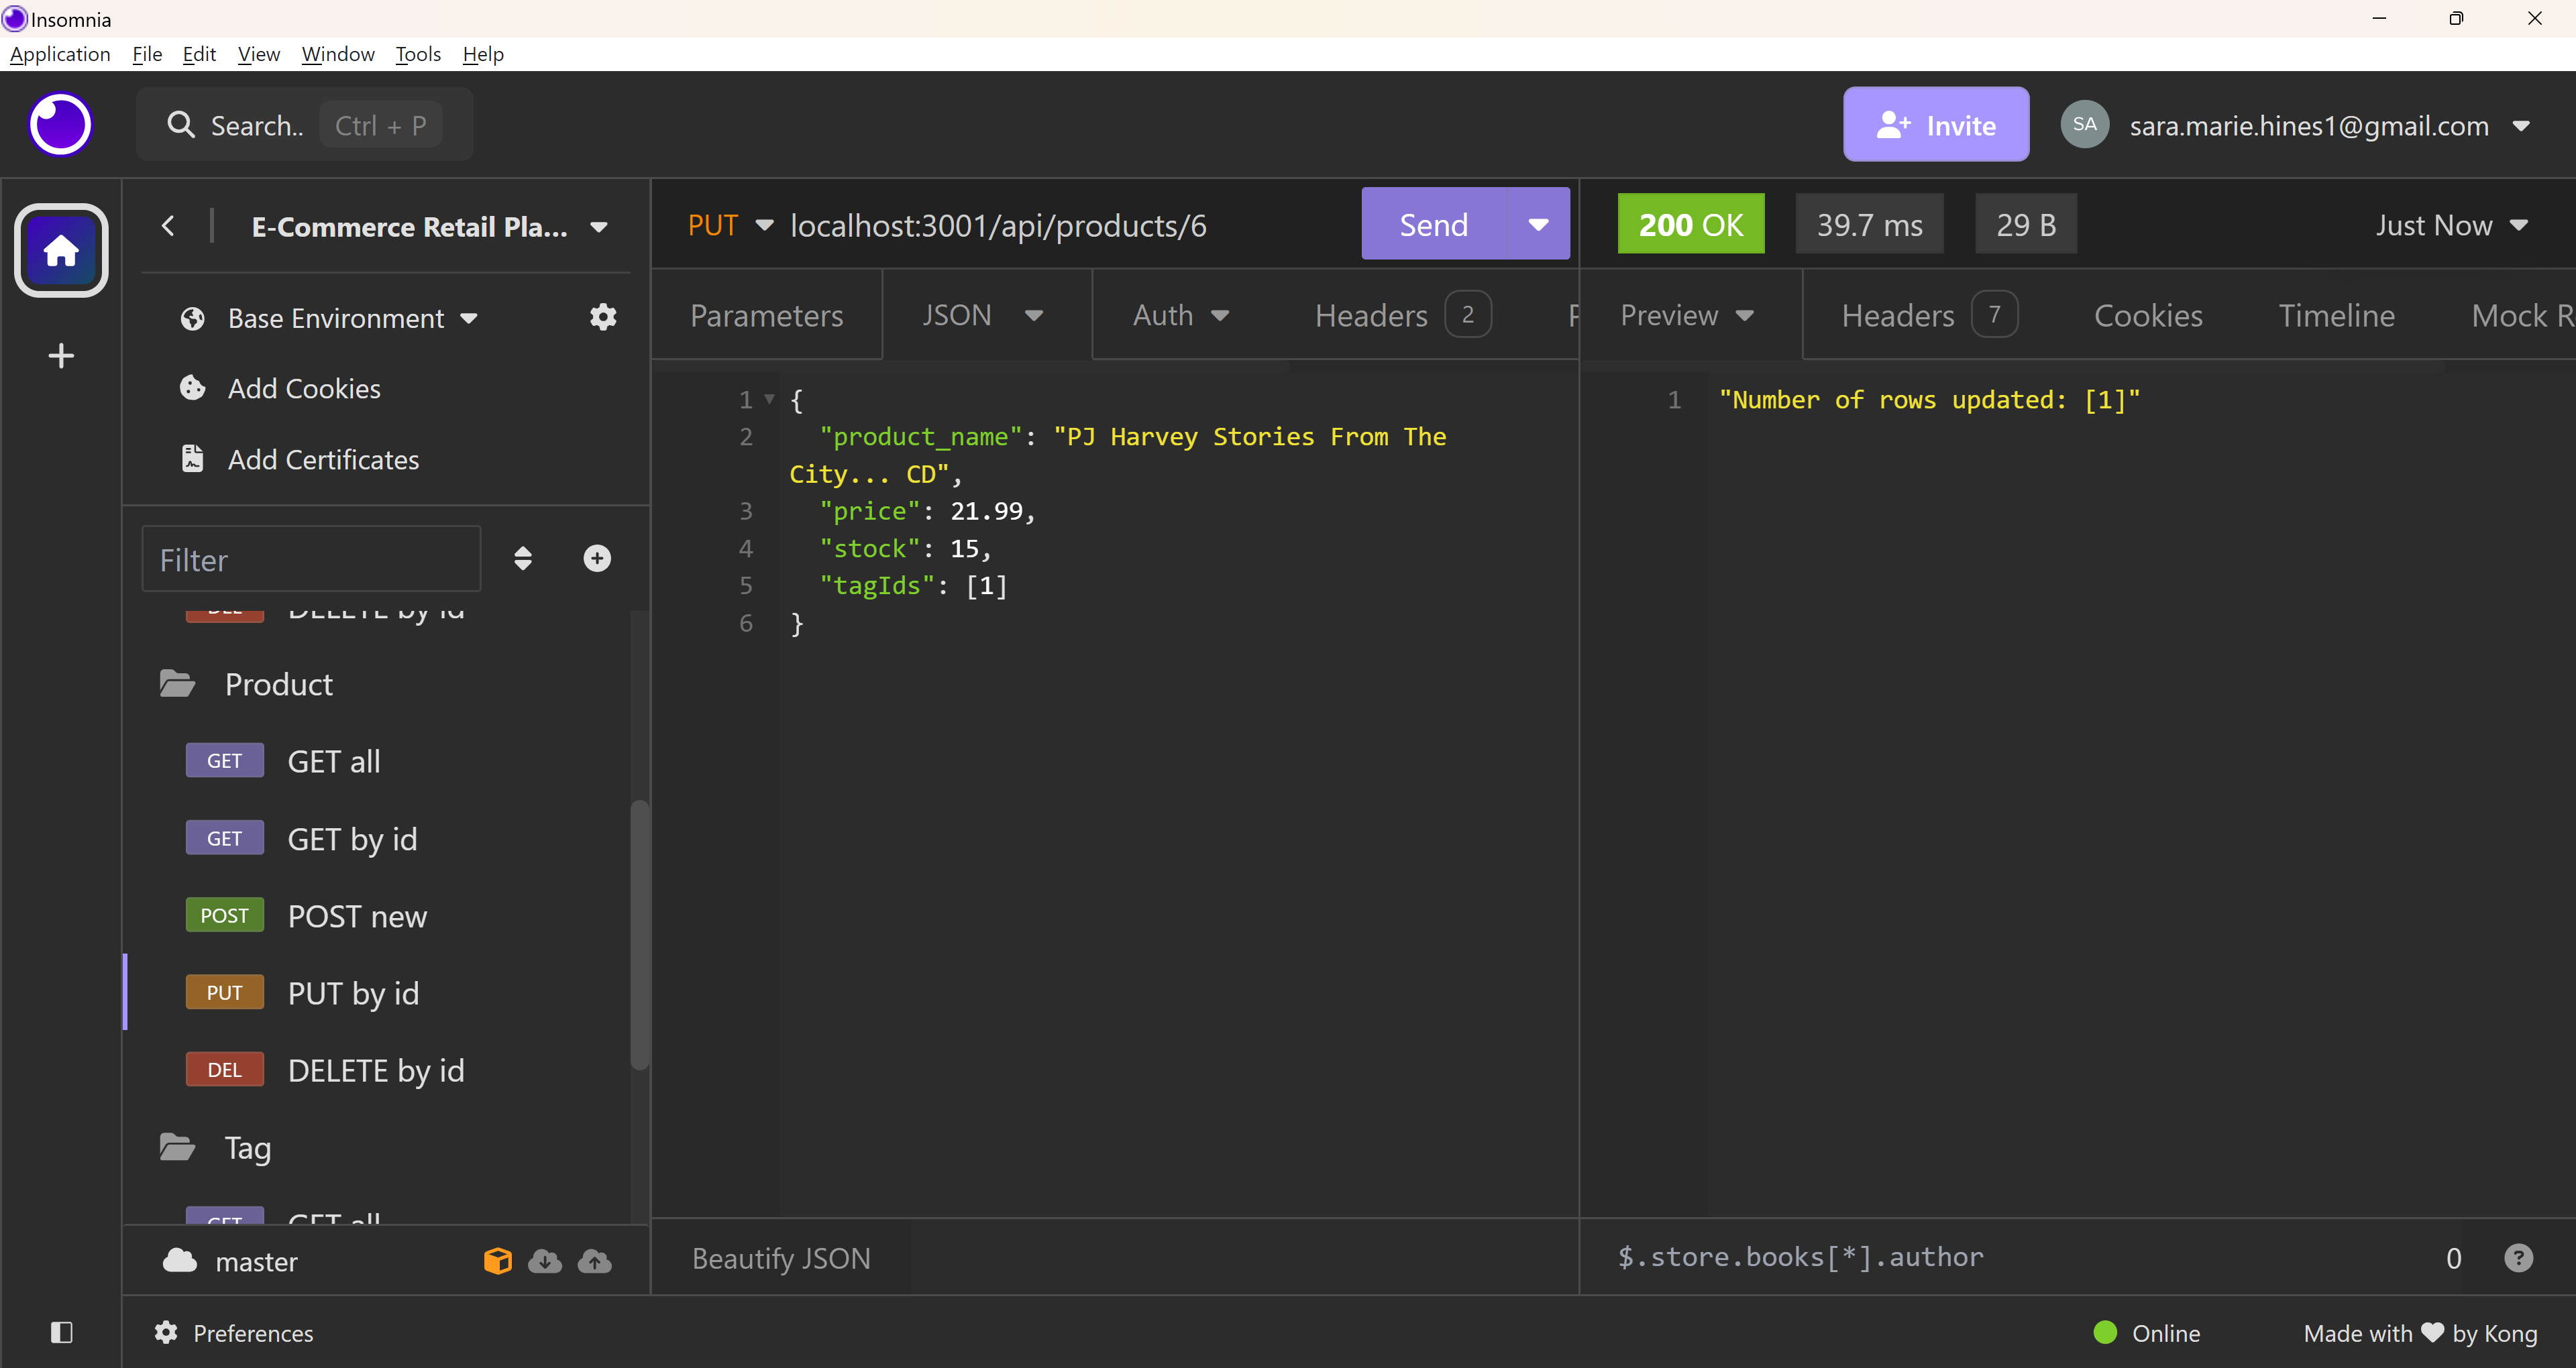 Insomnia
Application File Edit View Window Tools Help
Search.. Ctrl + P
Invite
SA sara.marie.hines1@gmail.com
E-Commerce Retail Pla...
Base Environment
Add Cookies
Add Certificates
Filter
DELETE by id
Product
GET GET all
GET GET by id
POST POST new
PUT PUT by id
DEL DELETE by id
Tag
GET GET all
master
Preferences
PUT localhost:3001/api/products/6 Send
Parameters JSON Auth Headers 2
1 {
2 "product_name": "PJ Harvey Stories From The
City... CD",
3 "price": 21.99,
4 "stock": 15,
5 "tagIds": [1]
6 }
Beautify JSON
200 OK 39.7 ms 29 B Just Now
Preview Headers 7 Cookies Timeline Mock R
1 "Number of rows updated: [1]"
$.store.books[*].author 0 ?
Online Made with by Kong